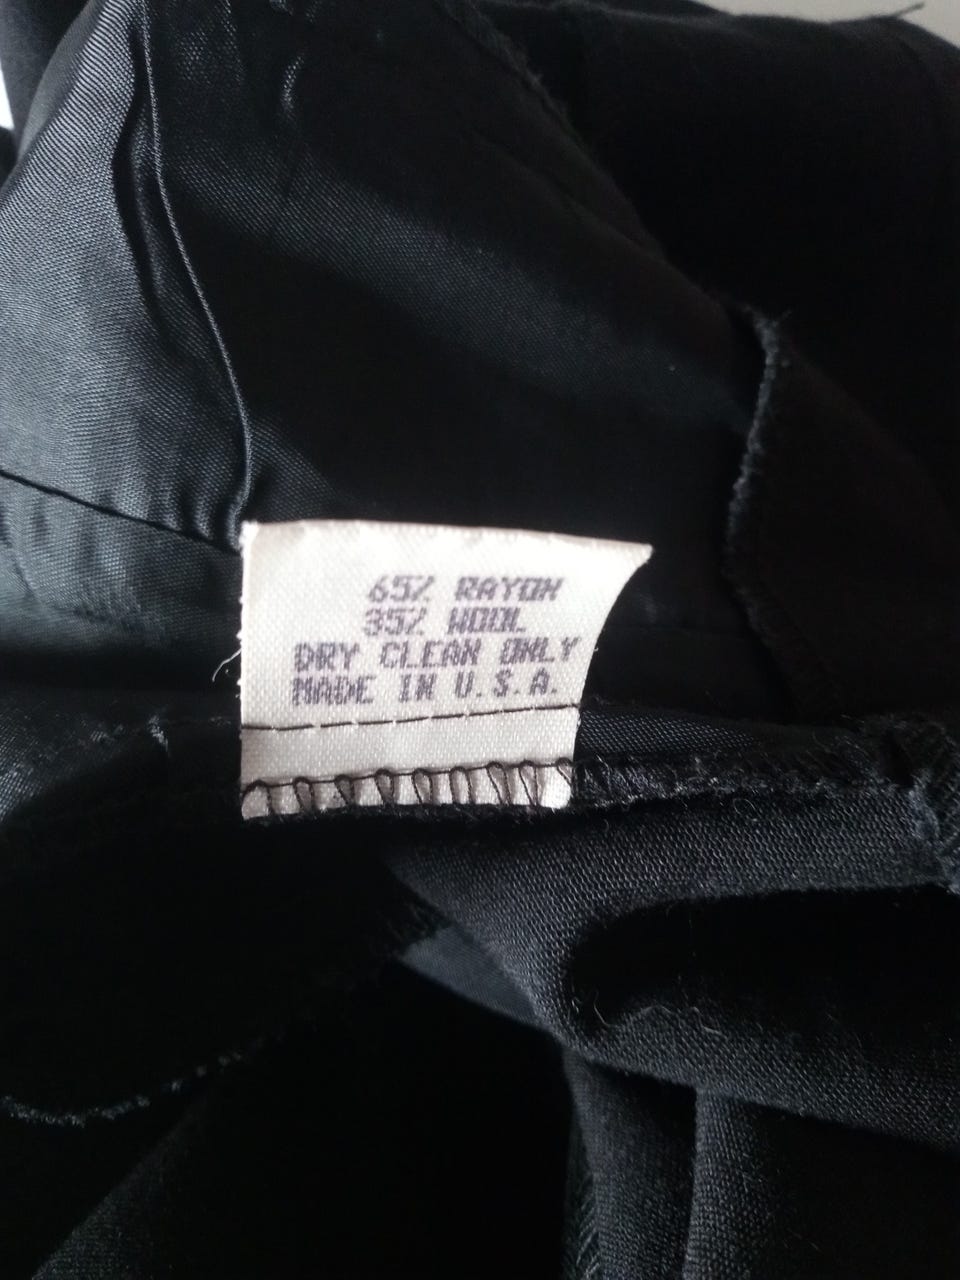 65% RAYON
35% WOOL
DRY CLEAN ONLY
MADE IN U.S.A.